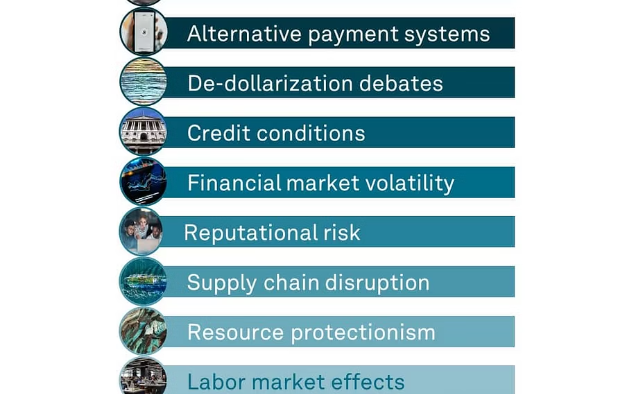 Alternative payment systems
De-dollarization debates
Credit conditions
Financial market volatility
Reputational risk
Supply chain disruption
Resource protectionism
Labor market effects